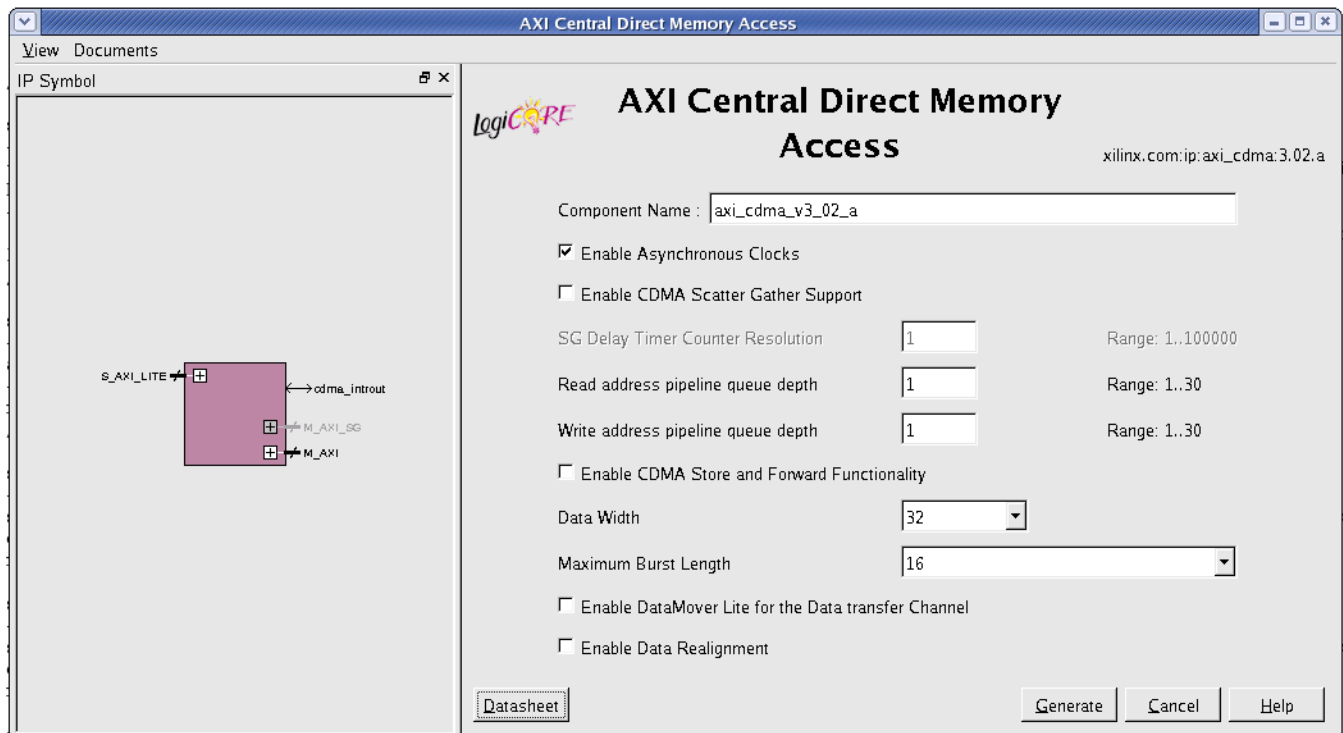 AXI Central Direct Memory Access
View Documents
IP Symbol
S_AXI_LITE
cdma_introut
M_AXI_SG
M_AXI
LogiCORE
AXI Central Direct Memory
Access
xilinx.com:ip:axi_cdma:3.02.a
Component Name : axi_cdma_v3_02_a
Enable Asynchronous Clocks
Enable CDMA Scatter Gather Support
SG Delay Timer Counter Resolution 1 Range: 1..100000
Read address pipeline queue depth 1 Range: 1..30
Write address pipeline queue depth 1 Range: 1..30
Enable CDMA Store and Forward Functionality
Data Width 32
Maximum Burst Length 16
Enable DataMover Lite for the Data transfer Channel
Enable Data Realignment
Datasheet Generate Cancel Help